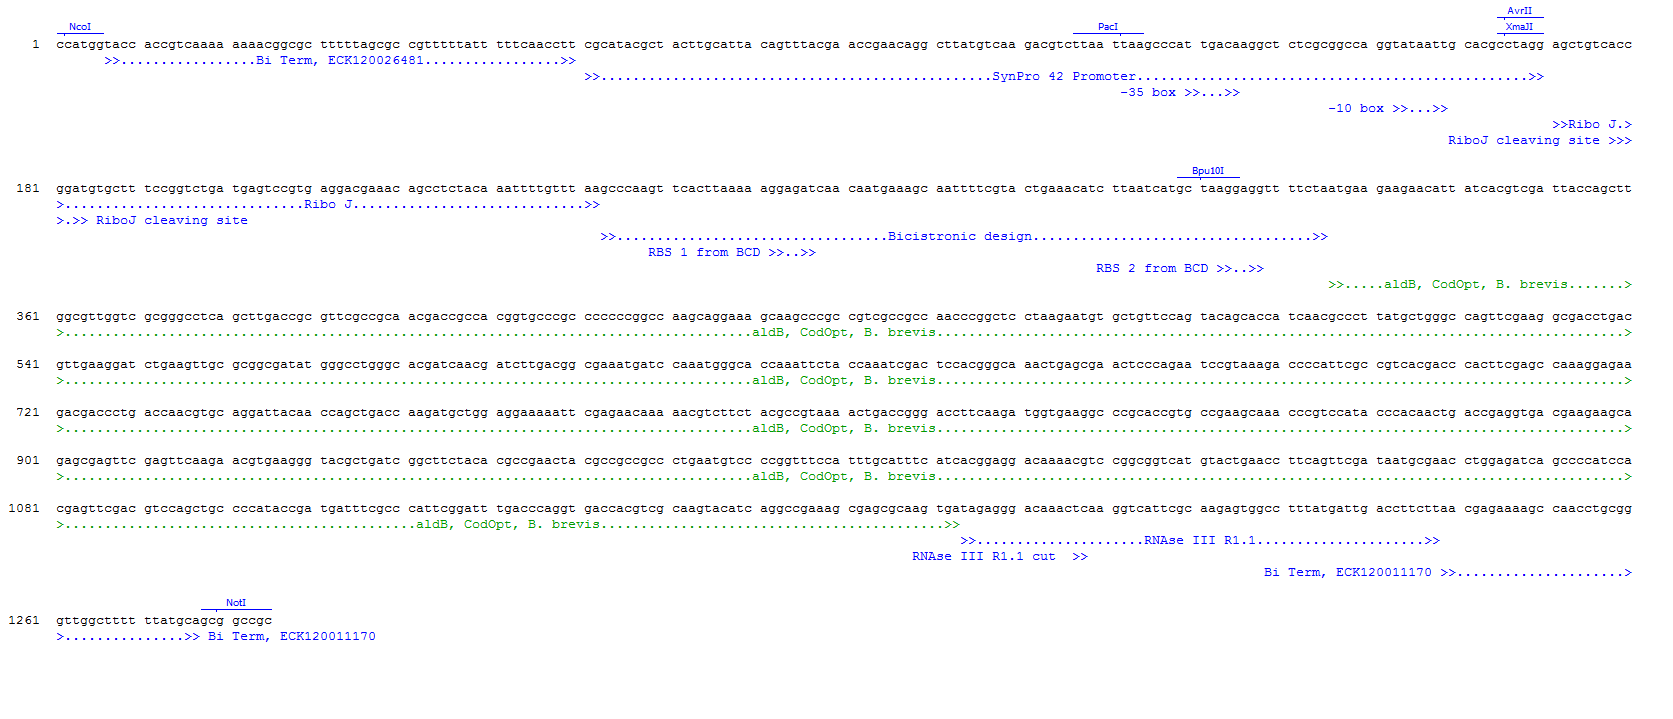 AvrII
NcoI PacI XmaJI
1 ccatggtacc accgtcaaaa aaaacggcgc tttttagcgc cgtttttatt tttcaacctt cgcatacgct acttgcatta cagtttacga accgaacagg cttatgtcaa gacgtcttaa ttaagcccat tgacaaggct ctcgcggcca ggtataattg cacgcctagg agctgtcacc
>>.................Bi Term, ECK120026481.................>>
>>.................................................SynPro 42 Promoter.................................................>>
-35 box >>...>>
-10 box >>...>>
>>Ribo J.>
RiboJ cleaving site >>>
Bpu10I
181 ggatgtgctt tccggtctga tgagtccgtg aggacgaaac agcctctaca aattttgttt aagcccaagt tcacttaaaa aggagatcaa caatgaaagc aattttcgta ctgaaacatc ttaatcatgc taaggaggtt ttctaatgaa gaagaacatt atcacgtcga ttaccagctt
>..............................Ribo J.............................>>
>.>> RiboJ cleaving site
>>..................................Bicistronic design...................................>>
RBS 1 from BCD >>..>>
RBS 2 from BCD >>..>>
>>.....aldB, CodOpt, B. brevis.......>
361 ggcgttggtc gcgggcctca gcttgaccgc gttcgccgca acgaccgcca cggtgcccgc ccccccggcc aagcaggaaa gcaagcccgc cgtcgccgcc aacccggctc ctaagaatgt gctgttccag tacagcacca tcaacgccct tatgctgggc cagttcgaag gcgacctgac
>......................................................................................aldB, CodOpt, B. brevis......................................................................................>
541 gttgaaggat ctgaagttgc gcggcgatat gggcctgggc acgatcaacg atcttgacgg cgaaatgatc caaatgggca ccaaattcta ccaaatcgac tccacgggca aactgagcga actcccagaa tccgtaaaga ccccattcgc cgtcacgacc cacttcgagc caaaggagaa
>......................................................................................aldB, CodOpt, B. brevis......................................................................................>
721 gacgaccctg accaacgtgc aggattacaa ccagctgacc aagatgctgg aggaaaaatt cgagaacaaa aacgtcttct acgccgtaaa actgaccggg accttcaaga tggtgaaggc ccgcaccgtg ccgaagcaaa cccgtccata cccacaactg accgaggtga cgaagaagca
>......................................................................................aldB, CodOpt, B. brevis......................................................................................>
901 gagcgagttc gagttcaaga acgtgaaggg tacgctgatc ggcttctaca cgccgaacta cgccgccgcc ctgaatgtcc ccggtttcca tttgcatttc atcacggagg acaaaacgtc cggcggtcat gtactgaacc ttcagttcga taatgcgaac ctggagatca gccccatcca
>......................................................................................aldB, CodOpt, B. brevis......................................................................................>
1081 cgagttcgac gtccagctgc cccataccga tgatttcgcc cattcggatt tgacccaggt gaccacgtcg caagtacatc aggccgaaag cgagcgcaag tgatagaggg acaaactcaa ggtcattcgc aagagtggcc tttatgattg accttcttaa cgagaaaagc caacctgcgg
>............................................aldB, CodOpt, B. brevis...........................................>>
>>.....................RNAse III R1.1.....................>>
RNAse III R1.1 cut >>
Bi Term, ECK120011170 >>.....................>
NotI
1261 gttggctttt ttatgcagcg gccgc
>...............>> Bi Term, ECK120011170